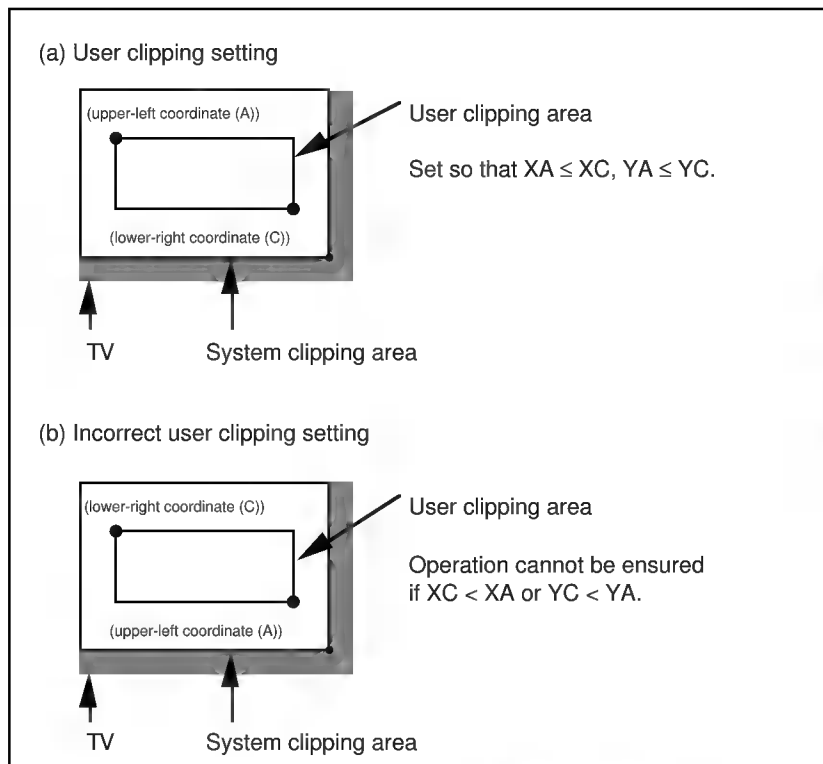 (a) User clipping setting
(upper-left coordinate (A))
User clipping area
Set so that XA ≤ XC, YA ≤ YC.
(lower-right coordinate (C))
TV
System clipping area
(b) Incorrect user clipping setting
(lower-right coordinate (C))
User clipping area
Operation cannot be ensured
if XC < XA or YC < YA.
(upper-left coordinate (A))
TV
System clipping area